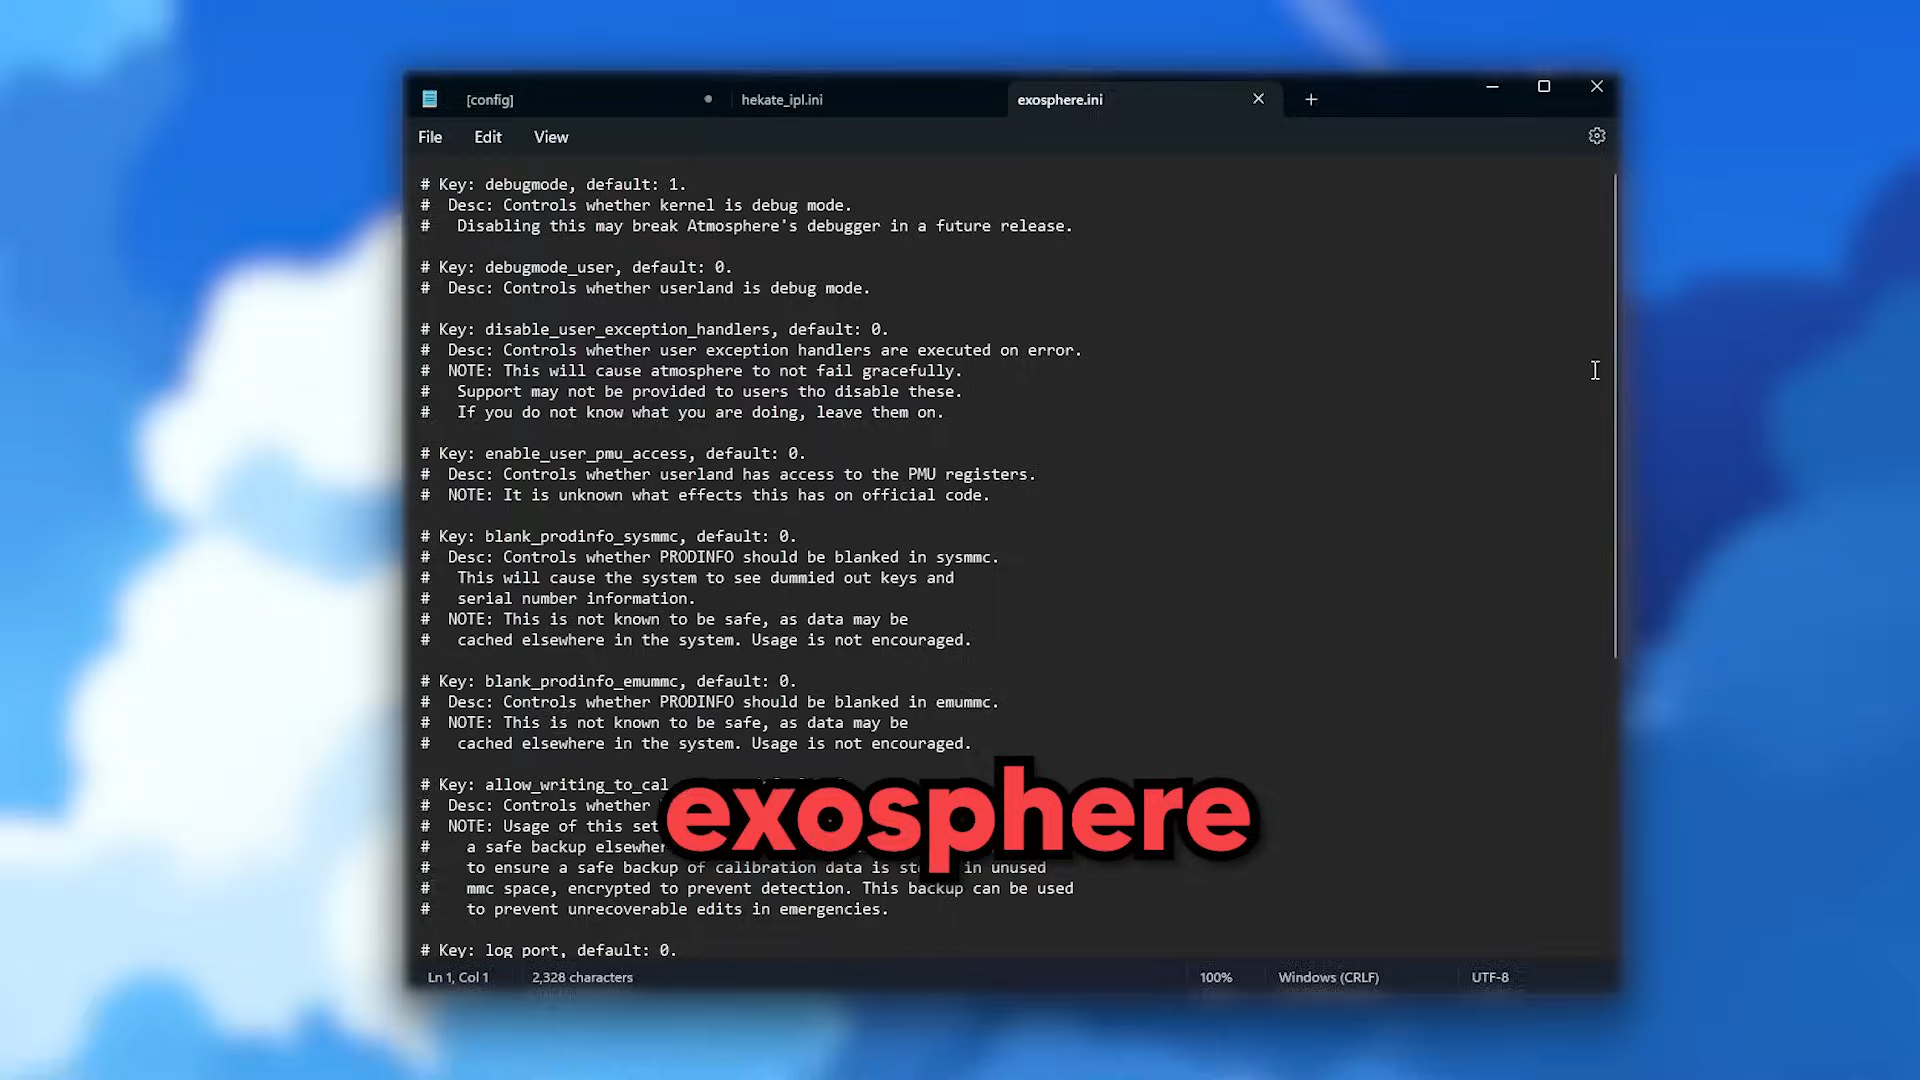 [config]
hekate_ipl.ini
exosphere.ini
File Edit View
# Key: debugmode, default: 1.
# Desc: Controls whether kernel is debug mode.
# Disabling this may break Atmosphere's debugger in a future release.
# Key: debugmode_user, default: 0.
# Desc: Controls whether userland is debug mode.
# Key: disable_user_exception_handlers, default: 0.
# Desc: Controls whether user exception handlers are executed on error.
# NOTE: This will cause atmosphere to not fail gracefully.
# Support may not be provided to users tho disable these.
# If you do not know what you are doing, leave them on.
# Key: enable_user_pmu_access, default: 0.
# Desc: Controls whether userland has access to the PMU registers.
# NOTE: It is unknown what effects this has on official code.
# Key: blank_prodinfo_sysmmc, default: 0.
# Desc: Controls whether PRODINFO should be blanked in sysmmc.
# This will cause the system to see dummied out keys and
# serial number information.
# NOTE: This is not known to be safe, as data may be
# cached elsewhere in the system. Usage is not encouraged.
# Key: blank_prodinfo_emummc, default: 0.
# Desc: Controls whether PRODINFO should be blanked in emummc.
# NOTE: This is not known to be safe, as data may be
# cached elsewhere in the system. Usage is not encouraged.
# Key: allow_writing_to_cal
# Desc: Controls whether
# NOTE: Usage of this set
# a safe backup elsewher
exosphere
# to ensure a safe backup of calibration data is in unused
# mmc space, encrypted to prevent detection. This backup can be used
# to prevent unrecoverable edits in emergencies.
# Key: log_port, default: 0.
Ln 1, Col 1 2,328 characters 100% Windows (CRLF) UTF-8